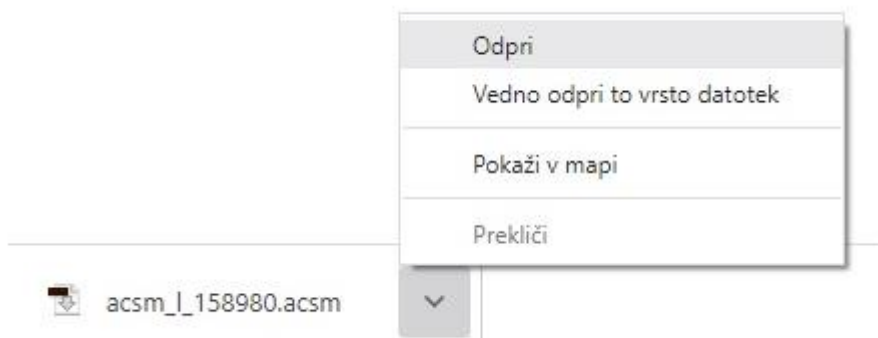 Odpri
Vedno odpri to vrsto datotek
Pokaži v mapi
Prekliči
acsm_l_158980.acsm